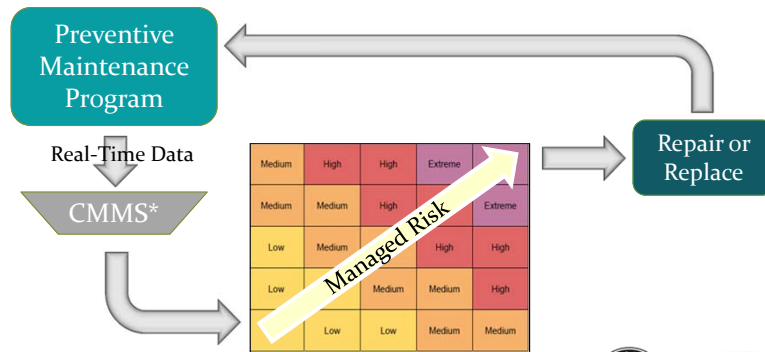 Preventive
Maintenance
Program
Real-Time Data
CMMS*
Medium High High Extreme
Medium Medium High Extreme
Low Medium High High
Low Medium Medium High
Low Low Medium Medium
Managed Risk
Repair or
Replace